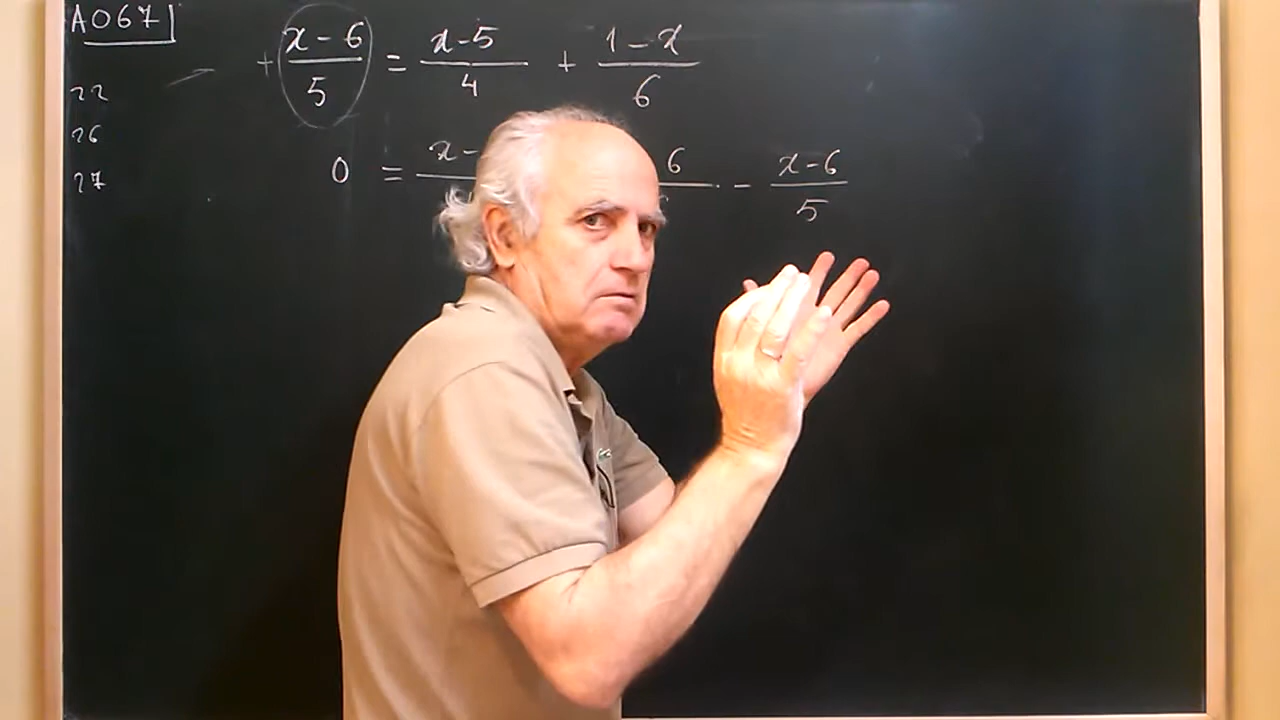 A067
+ x-6/5 = x-5/4 + 1-x/6
22
26
27
0 = x- 6 - x-6/5